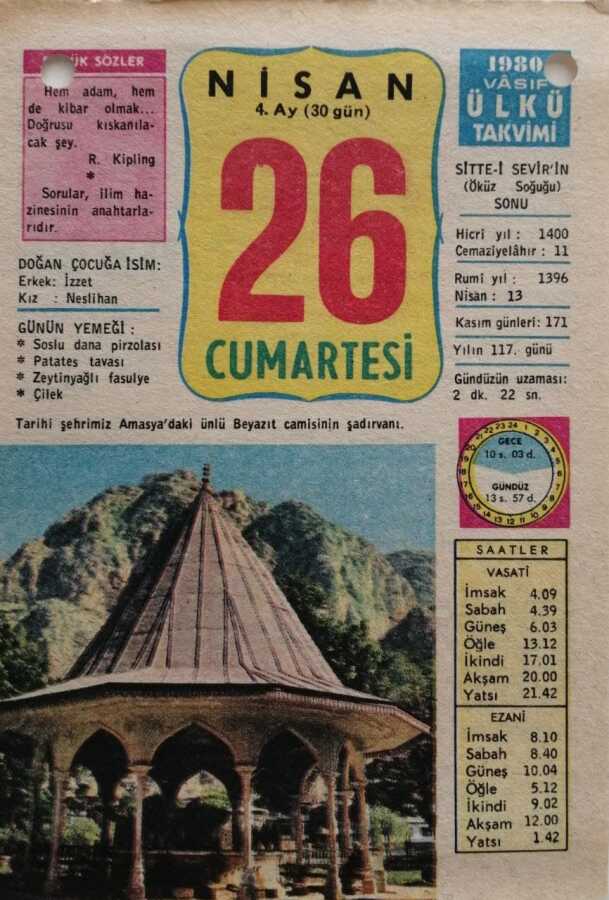 ÜK SÖZLER
Hem adam, hem
de kibar olmak...
Doğrusu kıskanıla-
cak şey.
R. Kipling
*
Sorular, ilim ha-
zinesinin anahtarla-
rıdır.
DOĞAN ÇOCUĞA İSİM:
Erkek: İzzet
Kız : Neslihan
GÜNÜN YEMEĞİ :
* Soslu dana pirzolası
* Patates tavası
* Zeytinyağlı fasulye
* Çilek
NİSAN
4. Ay (30 gün)
26
CUMARTESİ
1980
VÂSIF
ÜLKÜ
TAKVİMİ
SİTTE-İ SEVİR'İN
(Öküz Soğuğu)
SONU
Hicri yıl : 1400
Cemaziyelâhır : 11
Rumi yıl : 1396
Nisan : 13
Kasım günleri: 171
Yılın 117. günü
Gündüzün uzaması:
2 dk. 22 sn.
Tarihi şehrimiz Amasya'daki ünlü Beyazıt camisinin şadırvanı.
GECE
10 s. 03 d.
GÜNDÜZ
13 s. 57 d.
SAATLER
VASATİ
İmsak 4.09
Sabah 4.39
Güneş 6.03
Öğle 13.12
İkindi 17.01
Akşam 20.00
Yatsı 21.42
EZANİ
İmsak 8.10
Sabah 8.40
Güneş 10.04
Öğle 5.12
İkindi 9.02
Akşam 12.00
Yatsı 1.42